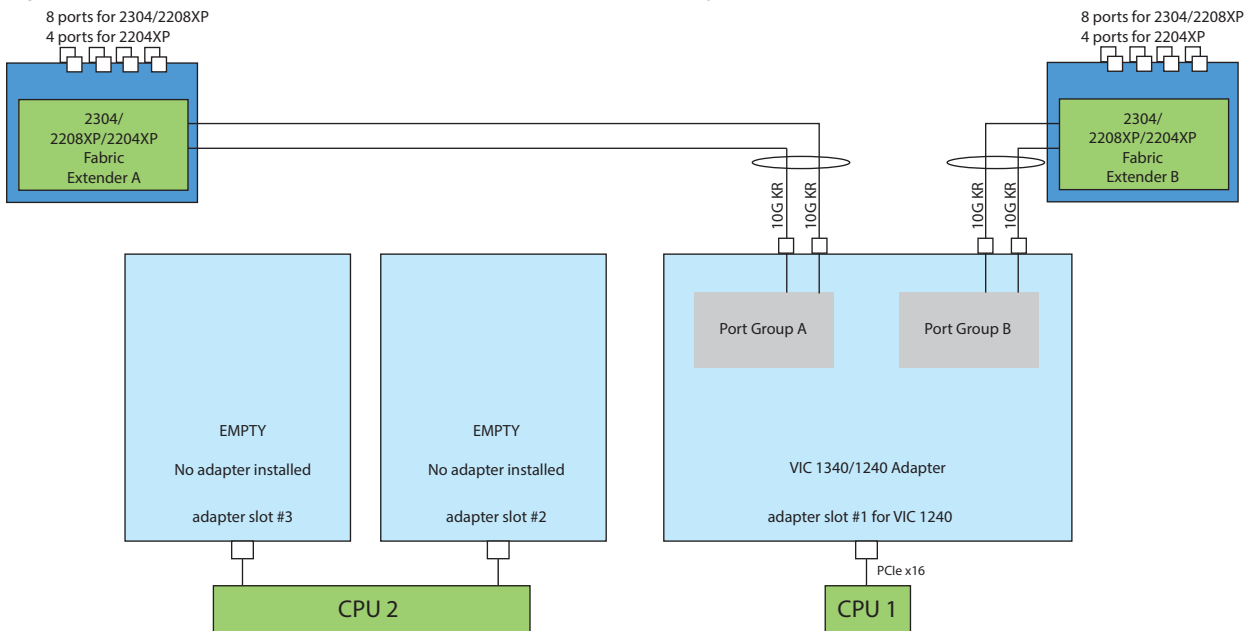 8 ports for 2304/2208XP
4 ports for 2204XP
8 ports for 2304/2208XP
4 ports for 2204XP
2304/
2208XP/2204XP
Fabric
Extender A
2304/
2208XP/2204XP
Fabric
Extender B
10G KR
10G KR
10G KR
10G KR
Port Group A
Port Group B
EMPTY
No adapter installed
adapter slot #3
EMPTY
No adapter installed
adapter slot #2
VIC 1340/1240 Adapter
adapter slot #1 for VIC 1240
PCIe x16
CPU 2
CPU 1